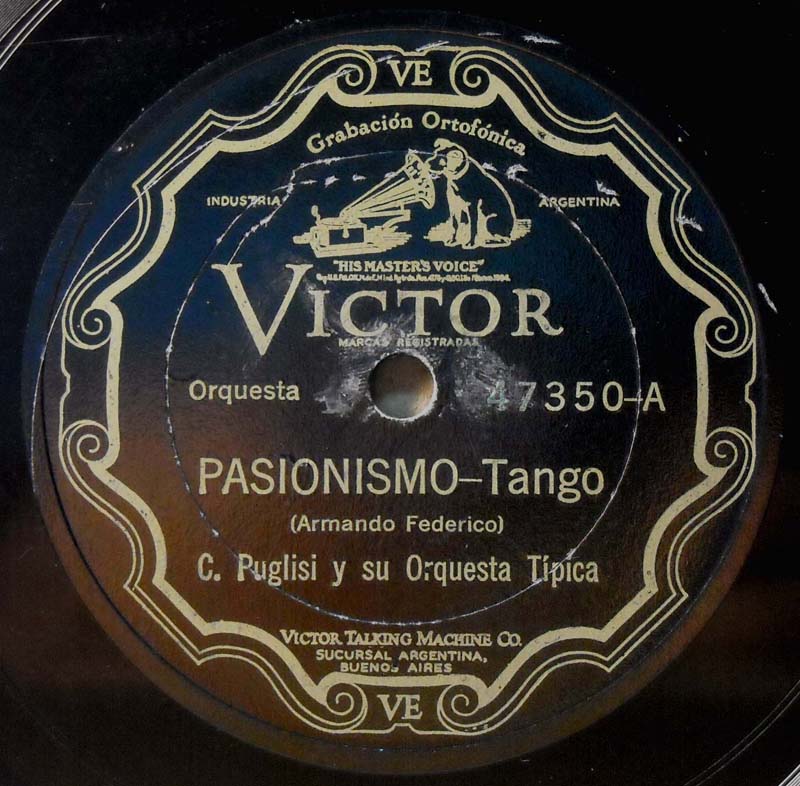 VE
Grabación Ortofónica
INDUSTRIA ARGENTINA
"HIS MASTER'S VOICE"
VICTOR
MARCAS REGISTRADAS
Orquesta 47350-A
PASIONISMO-Tango
(Armando Federico)
C. Puglisi y su Orquesta Típica
VICTOR TALKING MACHINE CO.
SUCURSAL ARGENTINA,
BUENOS AIRES
VE